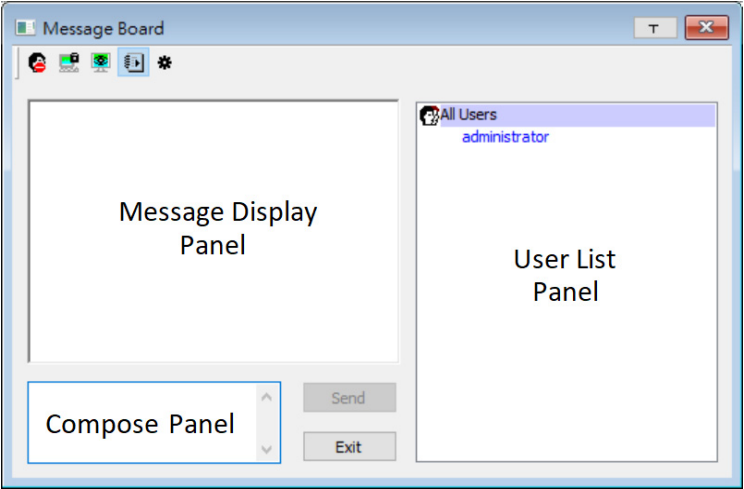 Message Board
All Users
administrator
Message Display
Panel
User List
Panel
Compose Panel
Send
Exit